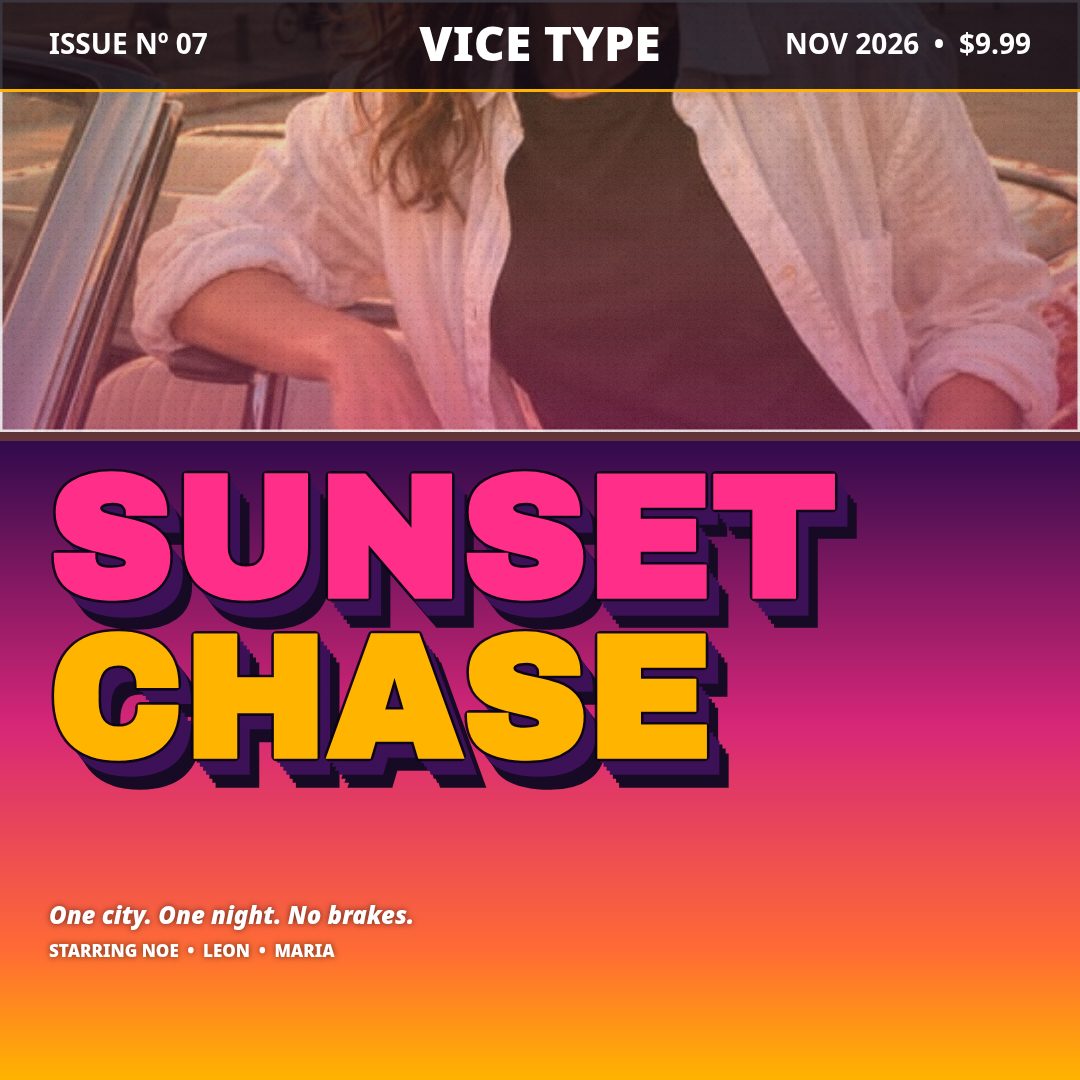 ISSUE Nº 07
VICE TYPE
NOV 2026 • $9.99
SUNSET
CHASE
One city. One night. No brakes.
STARRING NOE • LEON • MARIA